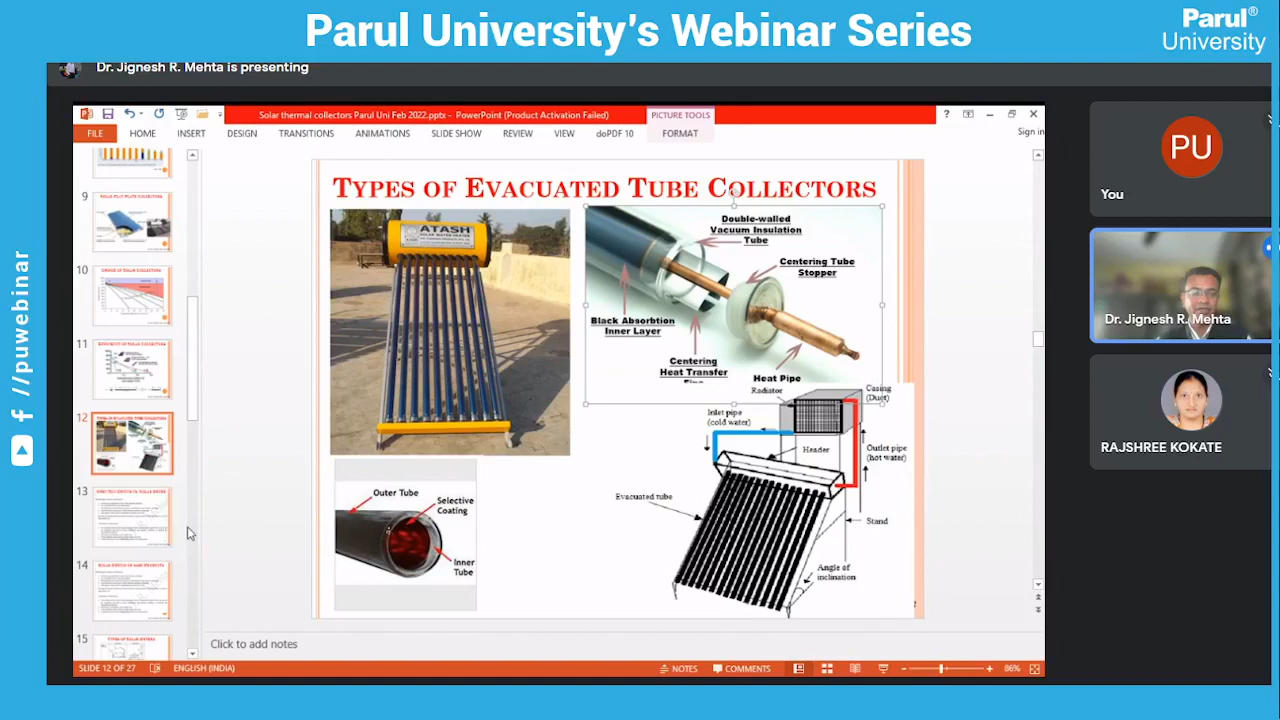 Parul University's Webinar Series
Parul®
University
//puwebinar
Dr. Jignesh R. Mehta is presenting
Solar thermal collectors Parul Uni Feb 2022.pptx - PowerPoint (Product Activation Failed)
PICTURE TOOLS
FILE
HOME
INSERT
DESIGN
TRANSITIONS
ANIMATIONS
SLIDE SHOW
REVIEW
VIEW
doPDF 10
FORMAT
Sign in
9
10
11
12
13
14
15
TYPES OF EVACUATED TUBE COLLECTORS
ATASH
SOLAR WATER HEATER
Double-walled
Vacuum Insulation
Tube
Centering Tube
Stopper
Black Absorbtion
Inner Layer
Centering
Heat Transfer
Heat Pipe
Radiator
Casing
(Duct)
Inlet pipe
(cold water)
Header
Outlet pipe
(hot water)
Evacuated tube
Stand
Angle of
inclination
Outer Tube
Selective
Coating
Inner
Tube
Click to add notes
SLIDE 12 OF 27
ENGLISH (INDIA)
NOTES
COMMENTS
86%
PU
You
Dr. Jignesh R. Mehta
RAJSHREE KOKATE